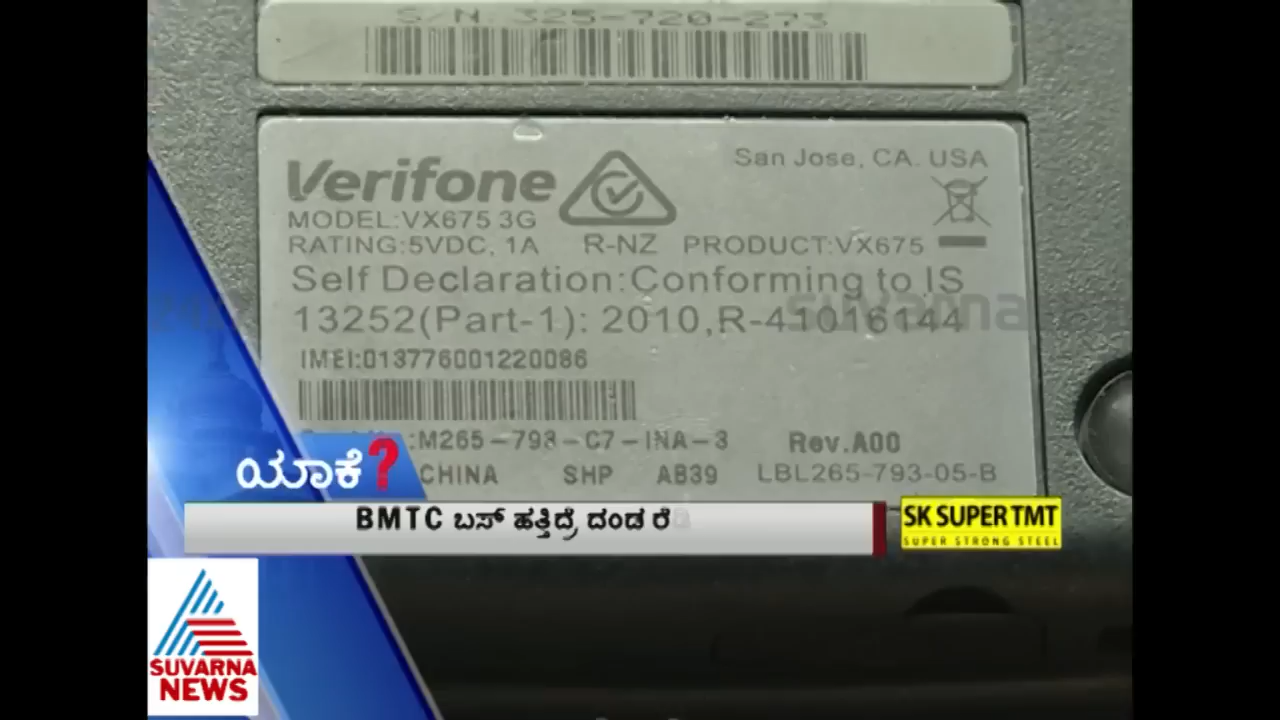 S/N. 325-720-273
Verifone
San Jose, CA. USA
MODEL:VX675 3G
RATING:5VDC, 1A R-NZ PRODUCT:VX675
Self Declaration:Conforming to IS
13252(Part-1): 2010,R-41016144
suvarna
IMEI:013776001220086
:M265-793-C7-INA-3 Rev.A00
CHINA SHP AB39 LBL265-793-05-B
ಯಾಕೆ?
BMTC ಬಸ್ ಹತ್ತಿದ್ರೆ ದಂಡ ರೆ
SK SUPER TMT
SUPER STRONG STEEL
SUVARNA
NEWS